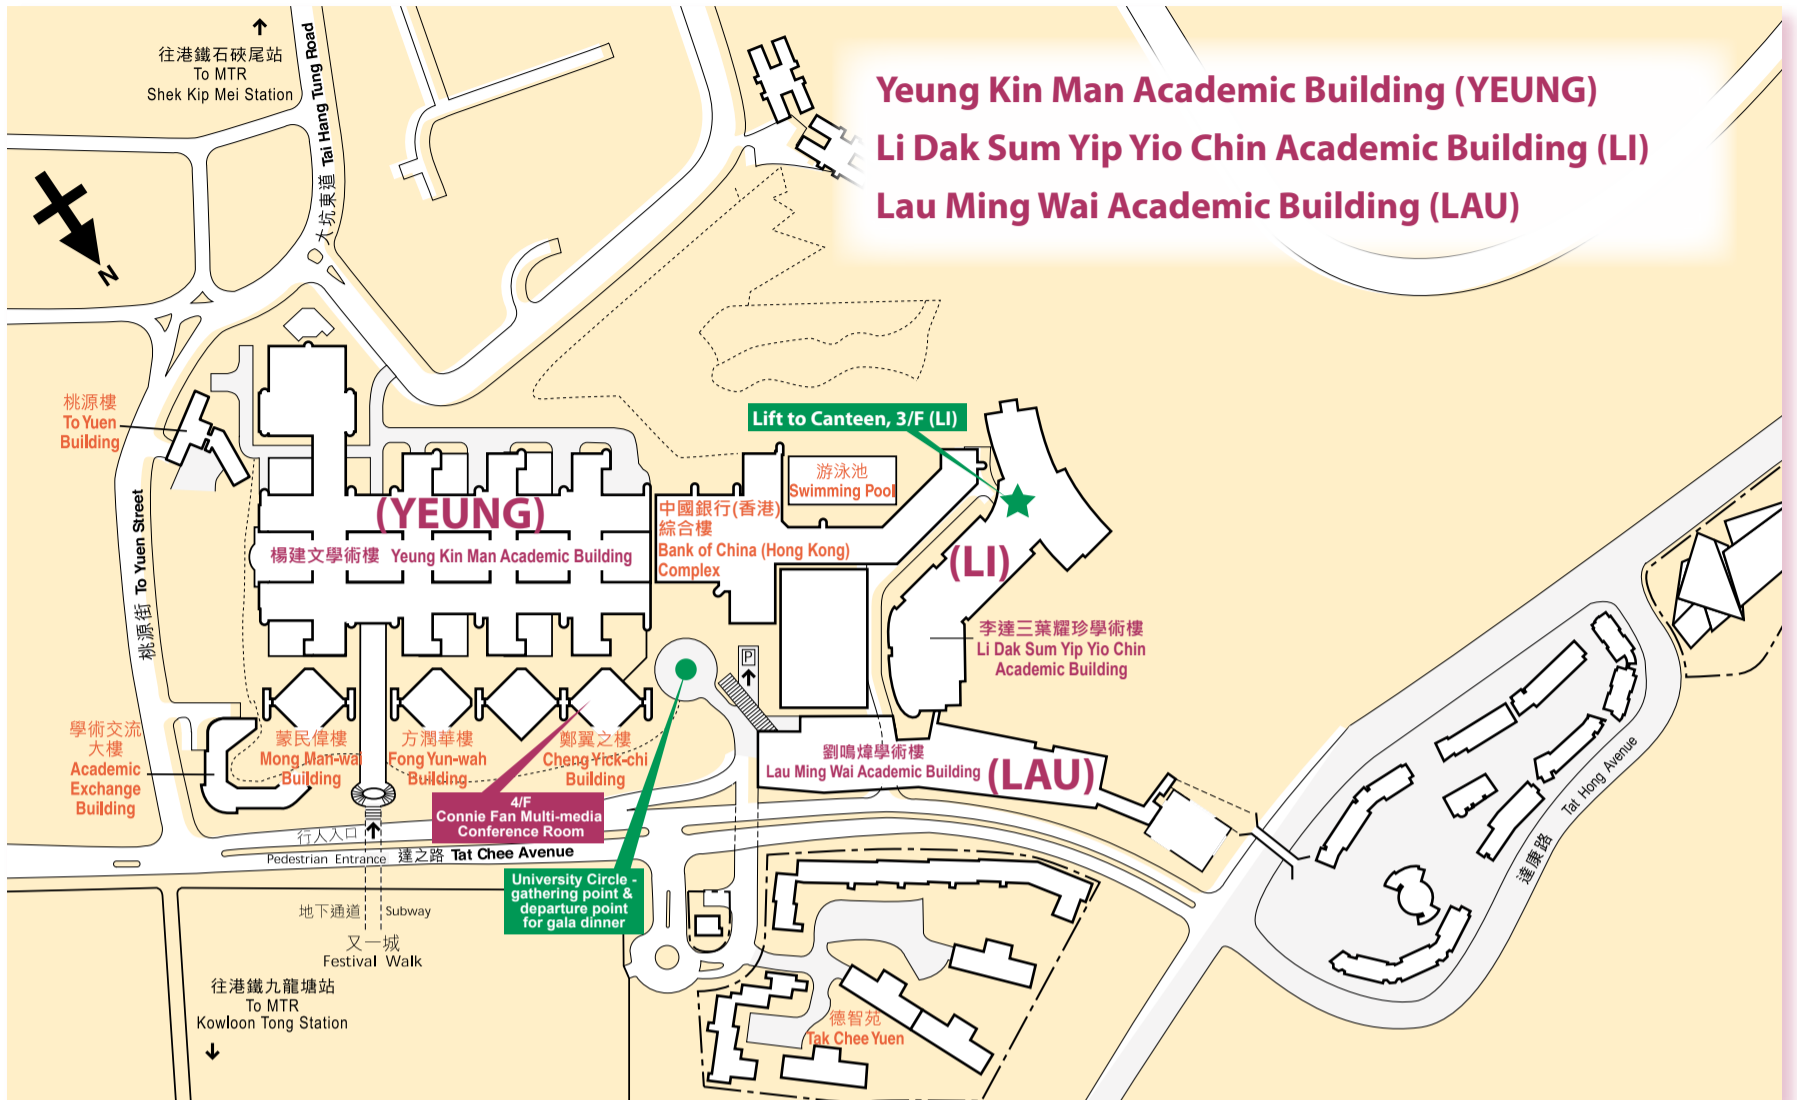 往港鐵石硤尾站
To MTR
Shek Kip Mei Station
大坑東道 Tai Hang Tung Road
Yeung Kin Man Academic Building (YEUNG)
Li Dak Sum Yip Yio Chin Academic Building (LI)
Lau Ming Wai Academic Building (LAU)
N
桃源樓
To Yuen
Building
桃源街 To Yuen Street
Lift to Canteen, 3/F (LI)
游泳池
Swimming Pool
(YEUNG)
楊建文學術樓 Yeung Kin Man Academic Building
中國銀行(香港)
綜合樓
Bank of China (Hong Kong)
Complex
(LI)
李達三葉耀珍學術樓
Li Dak Sum Yip Yio Chin
Academic Building
P
學術交流
大樓
Academic
Exchange
Building
蒙民偉樓
Mong Man-wai
Building
方潤華樓
Fong Yun-wah
Building
鄭翼之樓
Cheng Yick-chi
Building
劉鳴煒學術樓
Lau Ming Wai Academic Building
(LAU)
4/F
Connie Fan Multi-media
Conference Room
行人入口
Pedestrian Entrance
達之路 Tat Chee Avenue
University Circle -
gathering point &
departure point
for gala dinner
地下通道
Subway
又一城
Festival Walk
往港鐵九龍塘站
To MTR
Kowloon Tong Station
德智苑
Tak Chee Yuen
達康路 Tat Hong Avenue